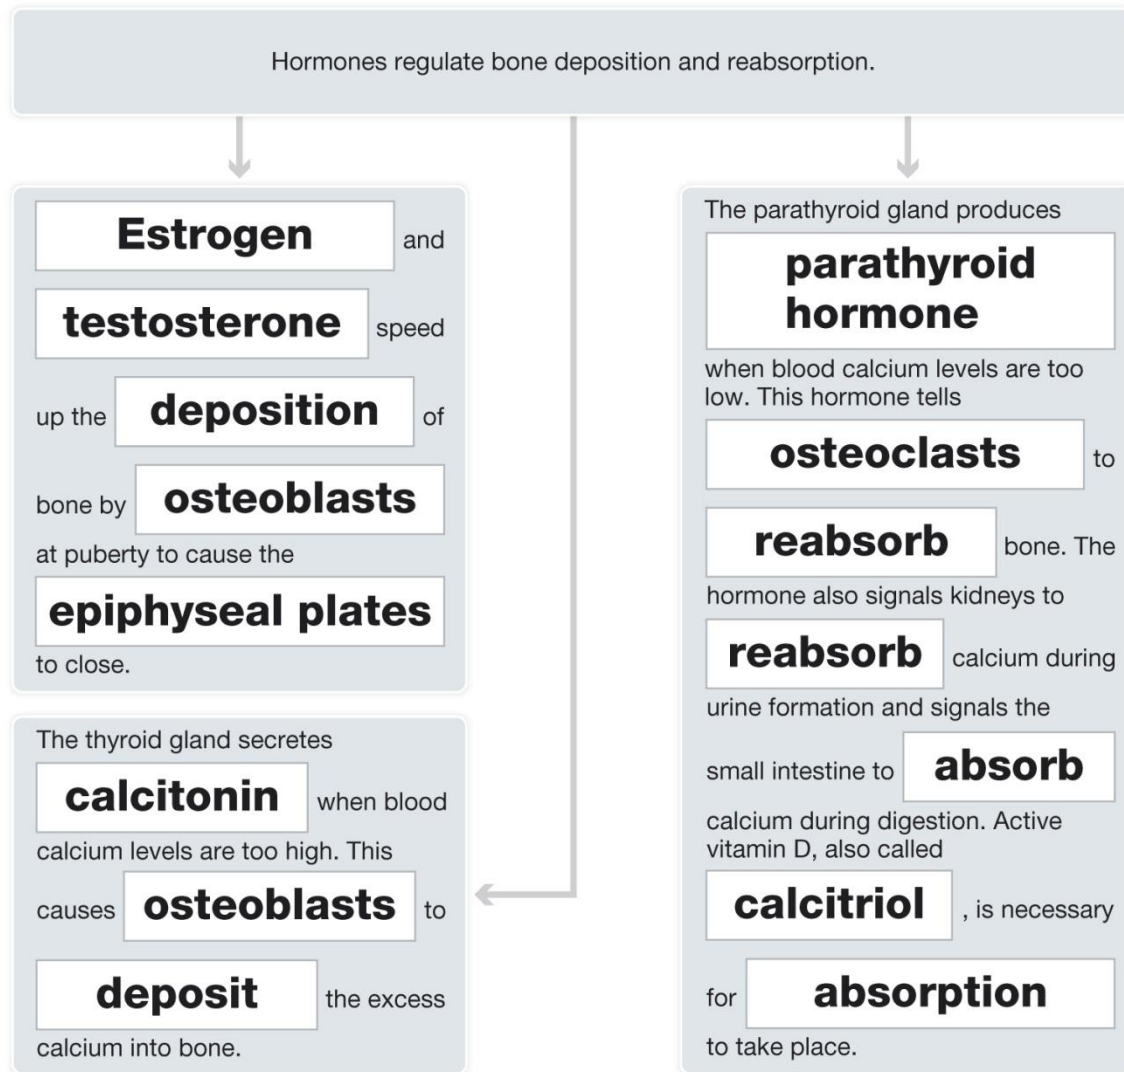 Hormones regulate bone deposition and reabsorption.
Estrogen and
testosterone speed
up the deposition of
bone by osteoblasts
at puberty to cause the
epiphyseal plates
to close.
The thyroid gland secretes
calcitonin when blood
calcium levels are too high. This
causes osteoblasts to
deposit the excess
calcium into bone.
The parathyroid gland produces
parathyroid
hormone
when blood calcium levels are too
low. This hormone tells
osteoclasts to
reabsorb bone. The
hormone also signals kidneys to
reabsorb calcium during
urine formation and signals the
small intestine to absorb
calcium during digestion. Active
vitamin D, also called
calcitriol , is necessary
for absorption
to take place.